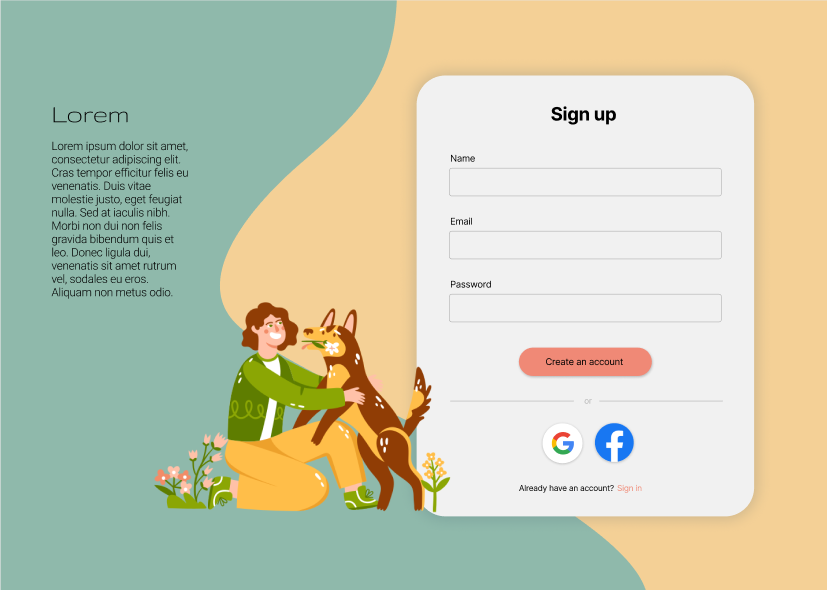 Lorem
Lorem ipsum dolor sit amet,
consectetur adipiscing elit.
Cras tempor efficitur felis eu
venenatis. Duis vitae
molestie justo, eget feugiat
nulla. Sed at iaculis nibh.
Morbi non dui non felis
gravida bibendum quis et
leo. Donec ligula dui,
venenatis sit amet rutrum
vel, sodales eu eros.
Aliquam non metus odio.
Sign up
Name
Email
Password
Create an account
or
Already have an account? Sign in